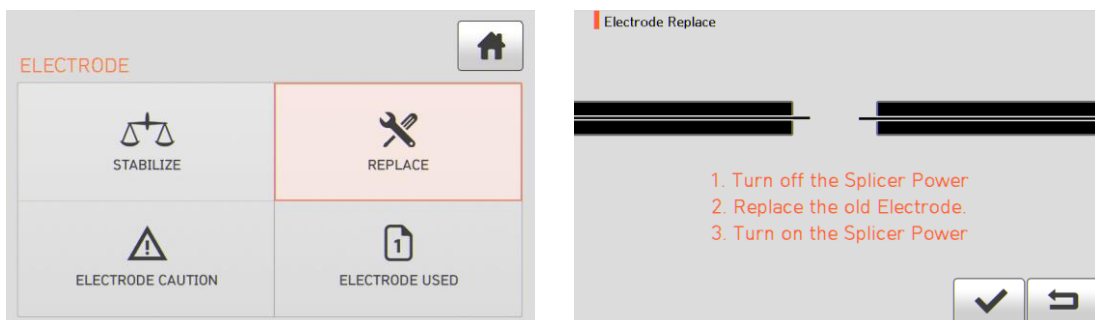 ELECTRODE
STABILIZE
REPLACE
ELECTRODE CAUTION
1
ELECTRODE USED
Electrode Replace
1. Turn off the Splicer Power
2. Replace the old Electrode.
3. Turn on the Splicer Power